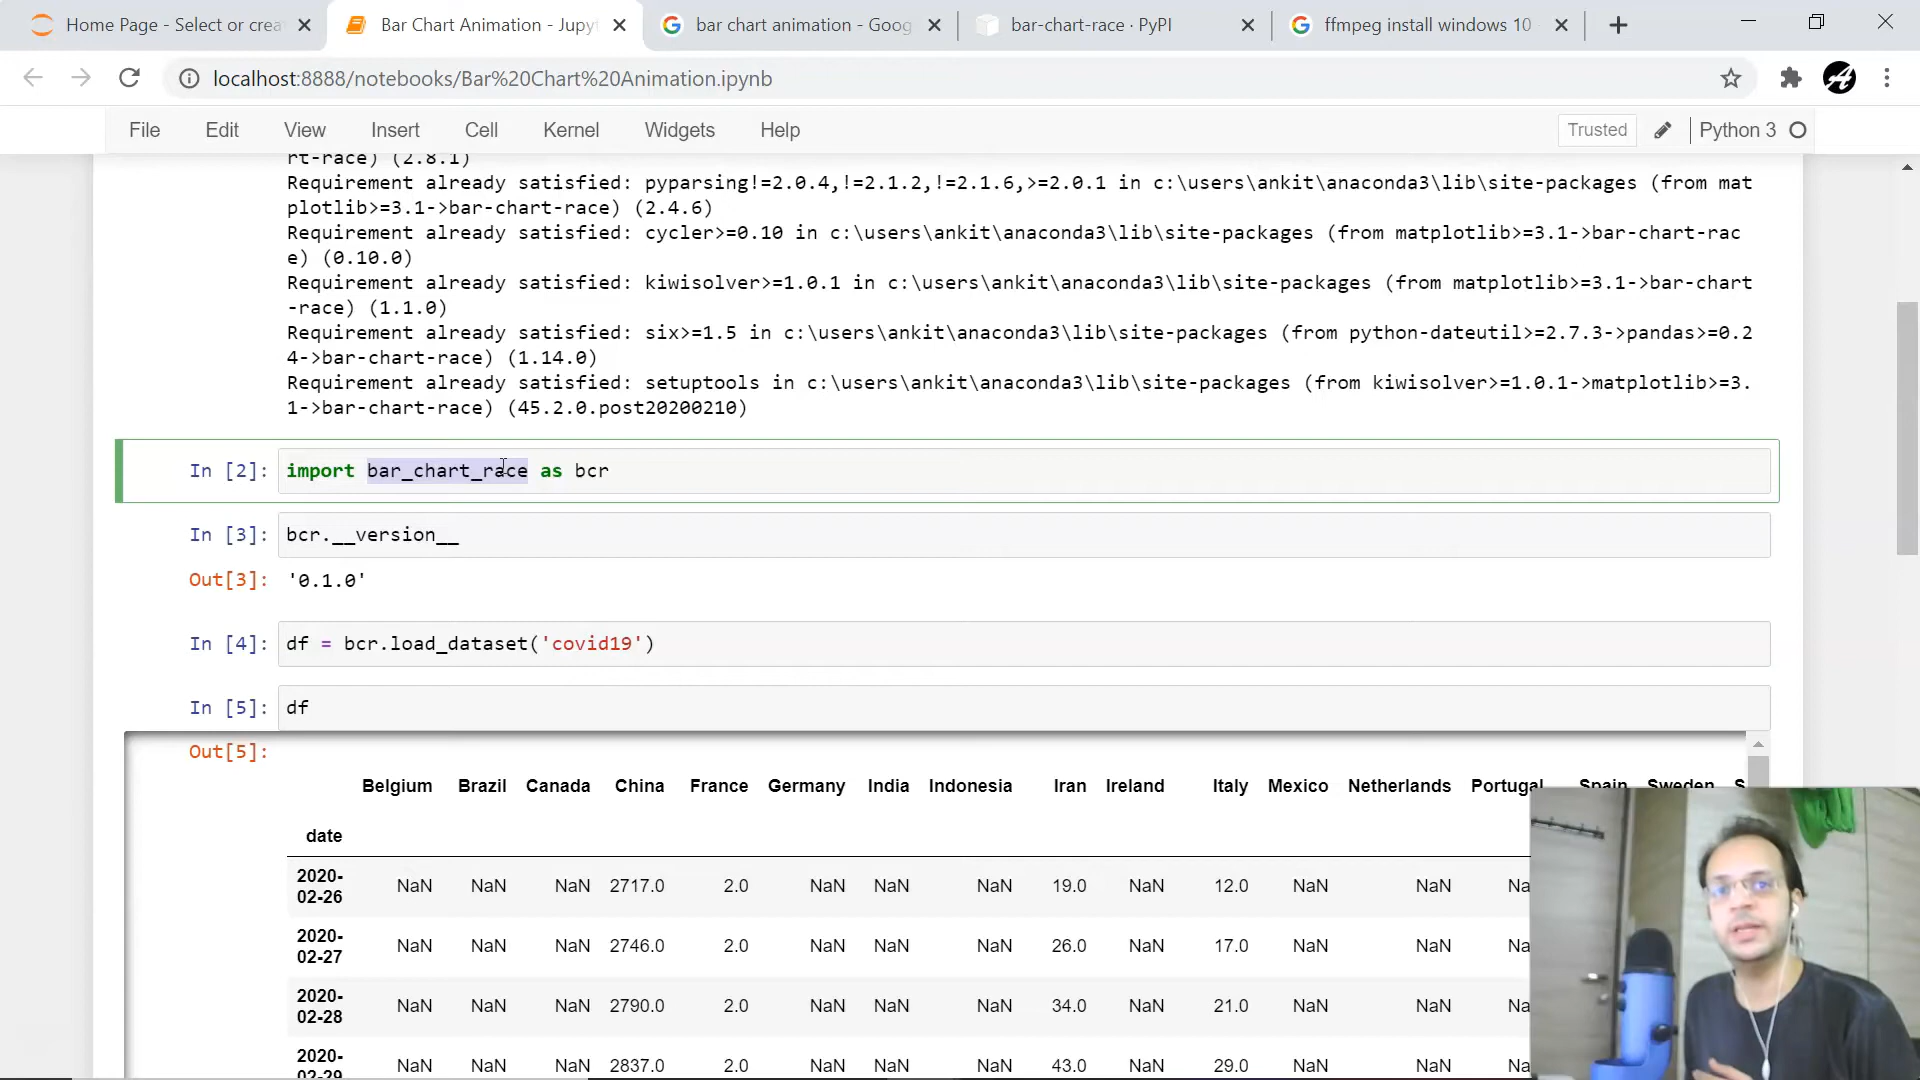 Home Page - Select or crea
Bar Chart Animation - Jupyt
bar chart animation - Goog
bar-chart-race · PyPI
ffmpeg install windows 10
localhost:8888/notebooks/Bar%20Chart%20Animation.ipynb
File Edit View Insert Cell Kernel Widgets Help Trusted Python 3
rt-race) (2.8.1)
Requirement already satisfied: pyparsing!=2.0.4,!=2.1.2,!=2.1.6,>=2.0.1 in c:\users\ankit\anaconda3\lib\site-packages (from mat
plotlib>=3.1->bar-chart-race) (2.4.6)
Requirement already satisfied: cycler>=0.10 in c:\users\ankit\anaconda3\lib\site-packages (from matplotlib>=3.1->bar-chart-rac
e) (0.10.0)
Requirement already satisfied: kiwisolver>=1.0.1 in c:\users\ankit\anaconda3\lib\site-packages (from matplotlib>=3.1->bar-chart
-race) (1.1.0)
Requirement already satisfied: six>=1.5 in c:\users\ankit\anaconda3\lib\site-packages (from python-dateutil>=2.7.3->pandas>=0.2
4->bar-chart-race) (1.14.0)
Requirement already satisfied: setuptools in c:\users\ankit\anaconda3\lib\site-packages (from kiwisolver>=1.0.1->matplotlib>=3.
1->bar-chart-race) (45.2.0.post20200210)
In [2]: import bar_chart_race as bcr
In [3]: bcr.__version__
Out[3]: '0.1.0'
In [4]: df = bcr.load_dataset('covid19')
In [5]: df
Out[5]:
Belgium Brazil Canada China France Germany India Indonesia Iran Ireland Italy Mexico Netherlands Portugal Spain Sweden S
date
2020-02-26 NaN NaN NaN 2717.0 2.0 NaN NaN NaN 19.0 NaN 12.0 NaN NaN Na
2020-02-27 NaN NaN NaN 2746.0 2.0 NaN NaN NaN 26.0 NaN 17.0 NaN NaN Na
2020-02-28 NaN NaN NaN 2790.0 2.0 NaN NaN NaN 34.0 NaN 21.0 NaN NaN Na
2020-02-29 NaN NaN NaN 2837.0 2.0 NaN NaN NaN 43.0 NaN 29.0 NaN NaN Na